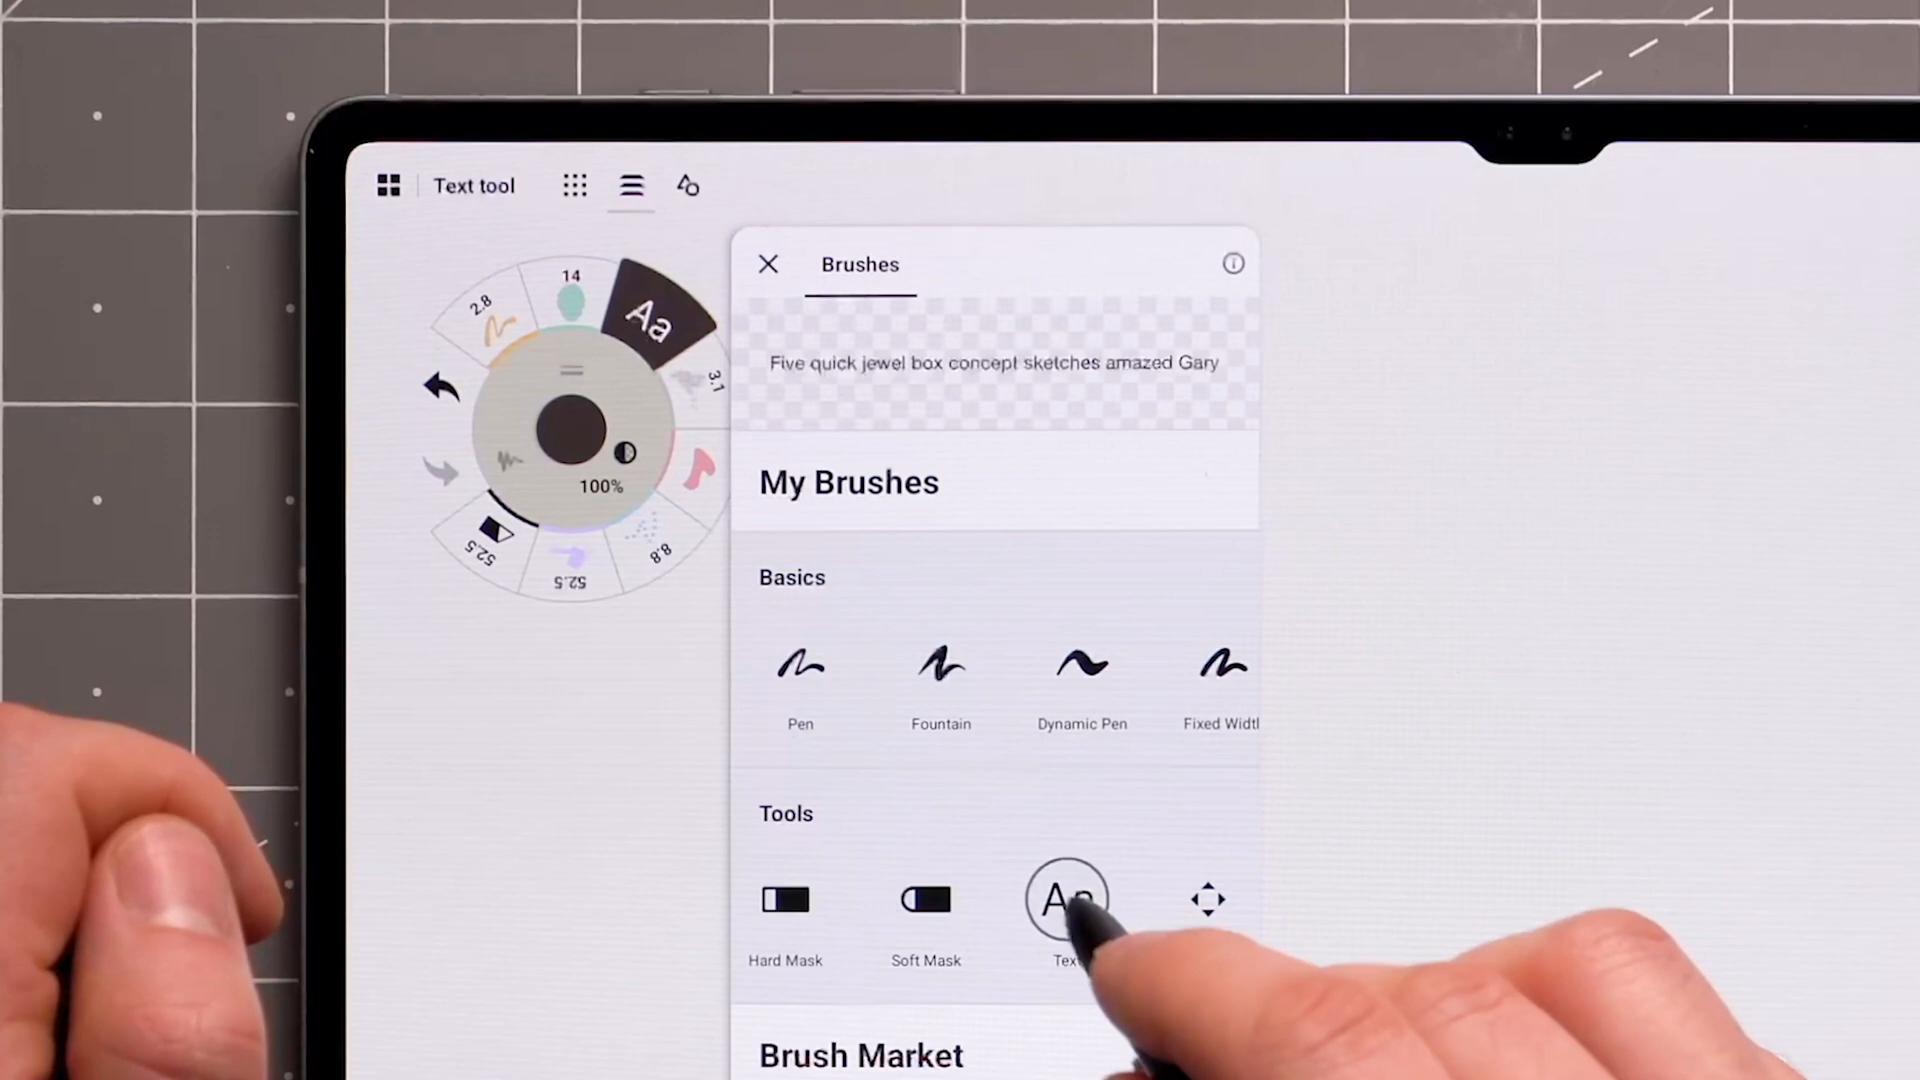 Text tool
Brushes
14
2.8
Aa
3.1
100%
8.8
52.5
52.5
Five quick jewel box concept sketches amazed Gary
My Brushes
Basics
Pen
Fountain
Dynamic Pen
Fixed Widt
Tools
Hard Mask
Soft Mask
Brush Market